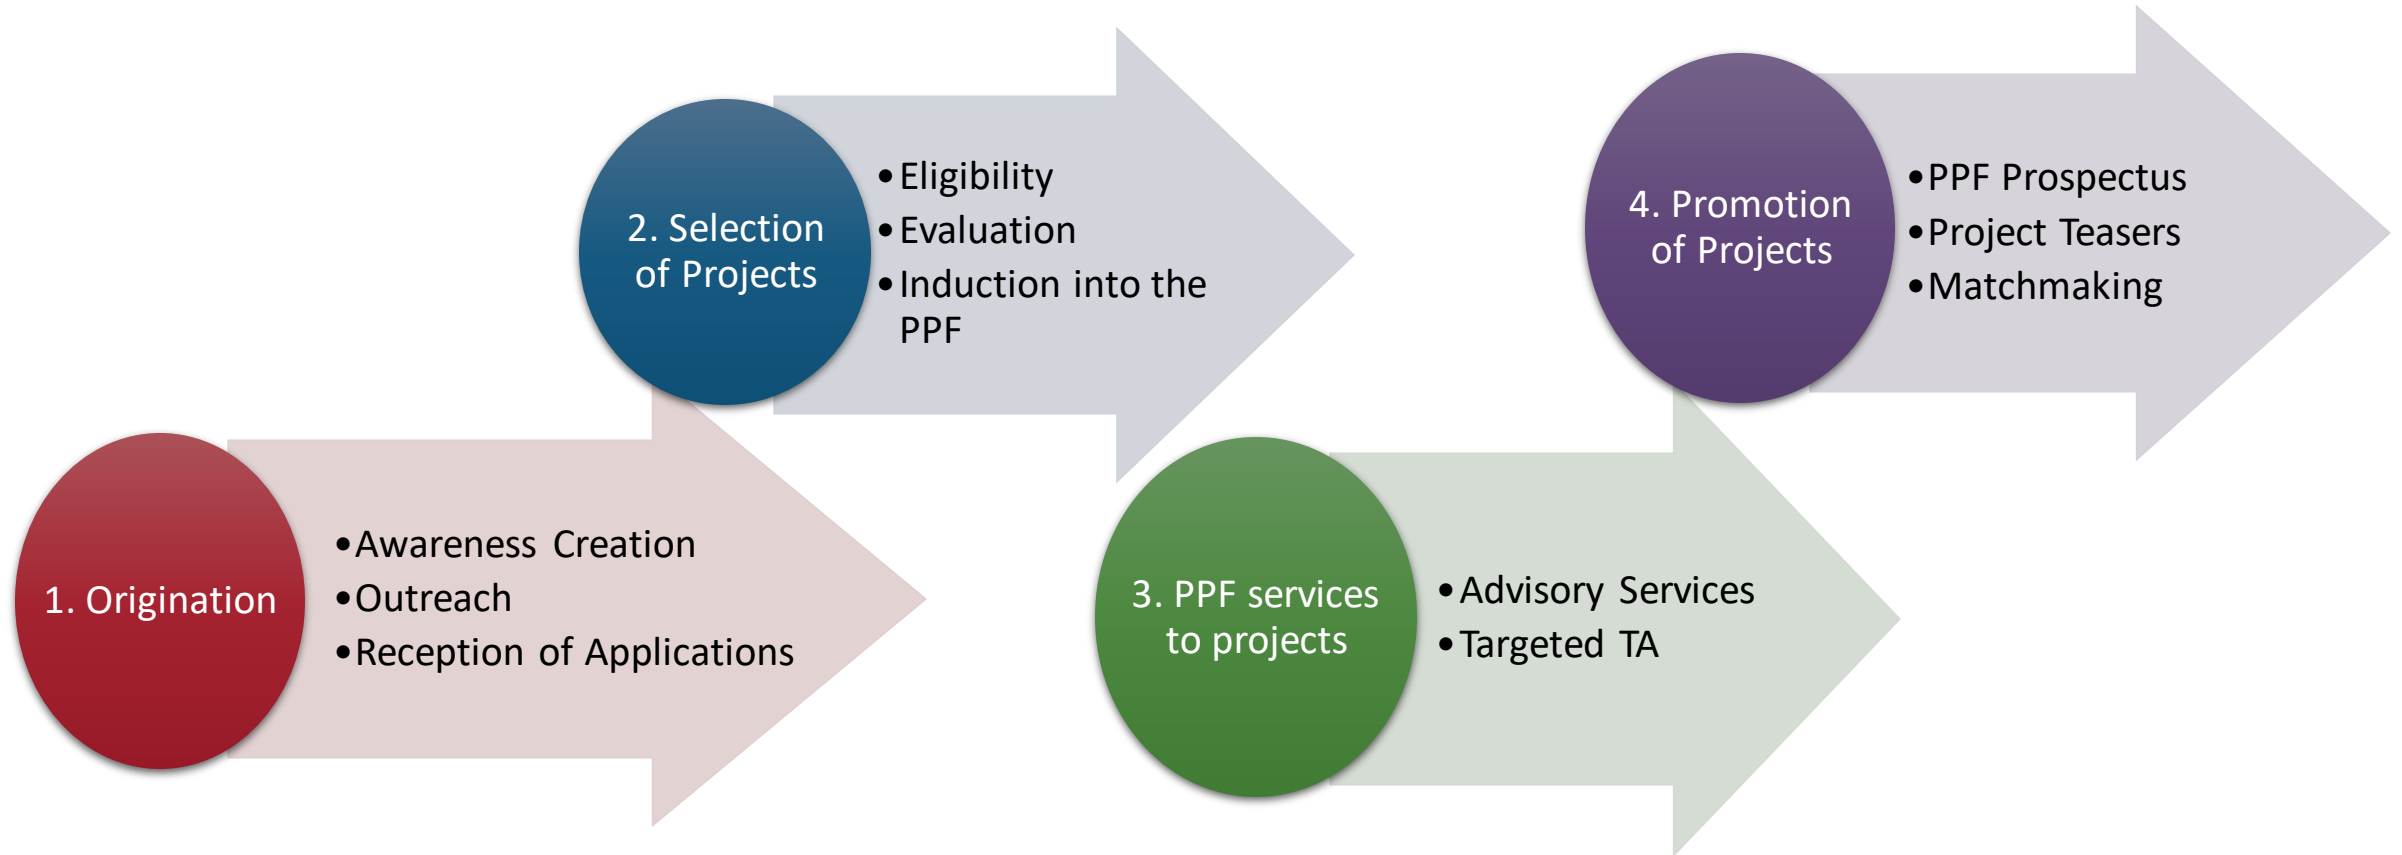 1. Origination
•Awareness Creation
•Outreach
•Reception of Applications
2. Selection
of Projects
•Eligibility
•Evaluation
•Induction into the
PPF
3. PPF services
to projects
•Advisory Services
•Targeted TA
4. Promotion
of Projects
•PPF Prospectus
•Project Teasers
•Matchmaking